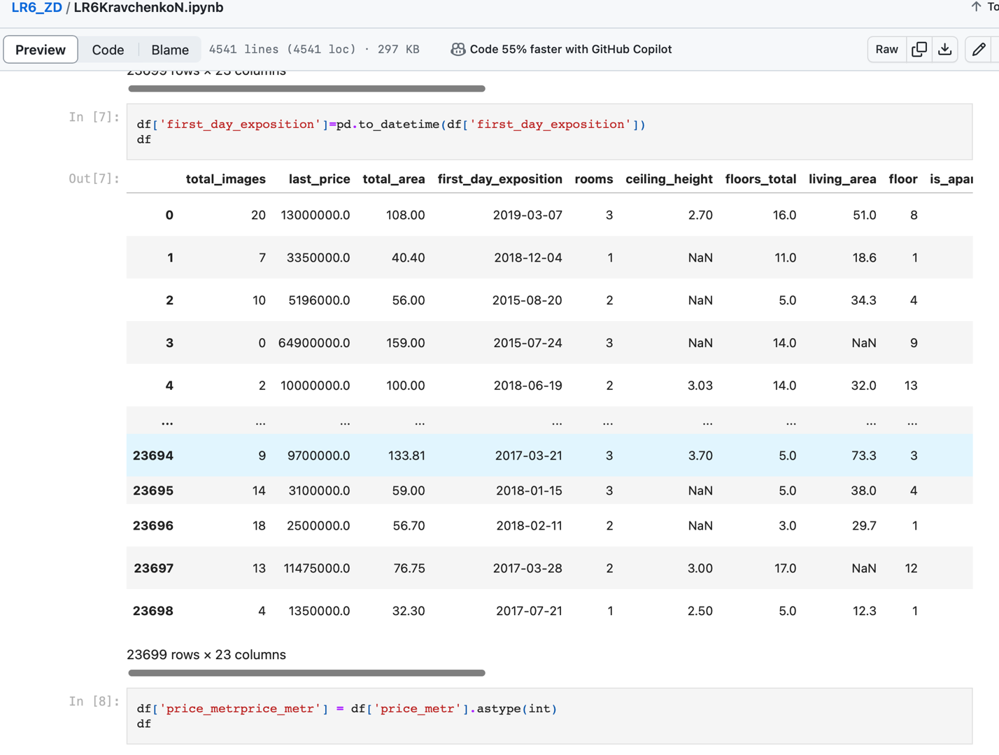 LR6_ZD / LR6KravchenkoN.ipynb
Preview Code Blame 4541 lines (4541 loc) · 297 KB Code 55% faster with GitHub Copilot Raw
23699 rows × 23 columns
In [7]: df['first_day_exposition']=pd.to_datetime(df['first_day_exposition'])
df
Out[7]: total_images last_price total_area first_day_exposition rooms ceiling_height floors_total living_area floor
0 20 13000000.0 108.00 2019-03-07 3 2.70 16.0 51.0 8
1 7 3350000.0 40.40 2018-12-04 1 NaN 11.0 18.6 1
2 10 5196000.0 56.00 2015-08-20 2 NaN 5.0 34.3 4
3 0 64900000.0 159.00 2015-07-24 3 NaN 14.0 NaN 9
4 2 10000000.0 100.00 2018-06-19 2 3.03 14.0 32.0 13
... ... ... ... ... ... ... ... ... ...
23694 9 9700000.0 133.81 2017-03-21 3 3.70 5.0 73.3 3
23695 14 3100000.0 59.00 2018-01-15 3 NaN 5.0 38.0 4
23696 18 2500000.0 56.70 2018-02-11 2 NaN 3.0 29.7 1
23697 13 11475000.0 76.75 2017-03-28 2 3.00 17.0 NaN 12
23698 4 1350000.0 32.30 2017-07-21 1 2.50 5.0 12.3 1
23699 rows × 23 columns
In [8]: df['price_metrprice_metr'] = df['price_metr'].astype(int)
df